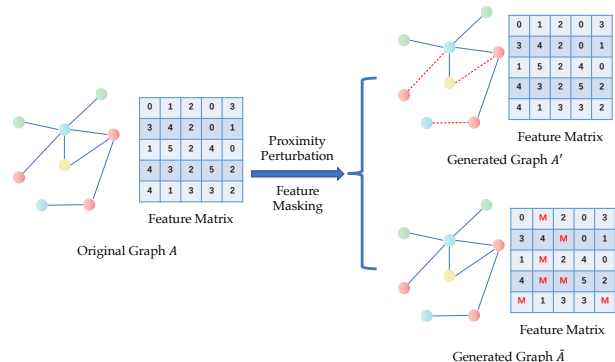 0 1 2 0 3
3 4 2 0 1
1 5 2 4 0
4 3 2 5 2
4 1 3 3 2
Feature Matrix
Original Graph A
Proximity
Perturbation
Feature
Masking
0 1 2 0 3
3 4 2 0 1
1 5 2 4 0
4 3 2 5 2
4 1 3 3 2
Feature Matrix
Generated Graph A′
0 M 2 0 3
3 4 M 0 1
1 M 2 4 0
4 M M 5 2
M 1 3 3 M
Feature Matrix
Generated Graph Ã